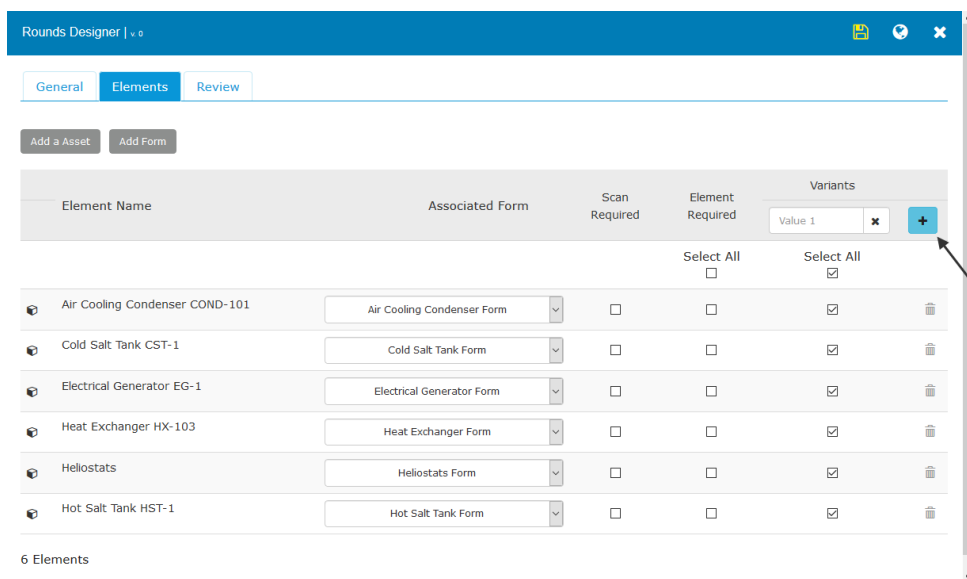 Rounds Designer | v. 0
General Elements Review
Add a Asset Add Form
Element Name Associated Form Scan Required Element Required Variants
Value 1
Select All Select All
Air Cooling Condenser COND-101 Air Cooling Condenser Form
Cold Salt Tank CST-1 Cold Salt Tank Form
Electrical Generator EG-1 Electrical Generator Form
Heat Exchanger HX-103 Heat Exchanger Form
Heliostats Heliostats Form
Hot Salt Tank HST-1 Hot Salt Tank Form
6 Elements